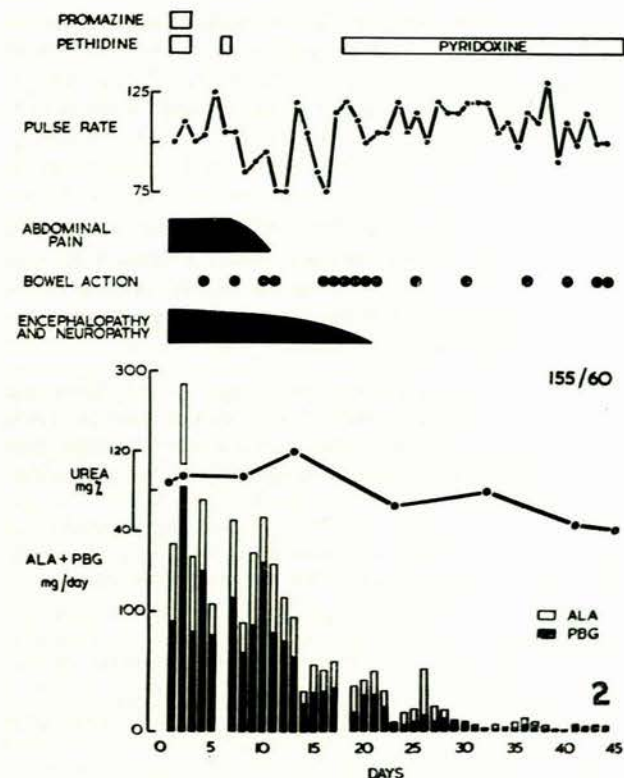 PROMAZINE
PETHIDINE
PYRIDOXINE
125
PULSE RATE
75
ABDOMINAL
PAIN
BOWEL ACTION
ENCEPHALOPATHY
AND NEUROPATHY
300
155/60
120
UREA
mg%
40
ALA+PBG
mg/day
100
ALA
PBG
2
0
0 5 10 15 20 25 30 35 40 45
DAYS